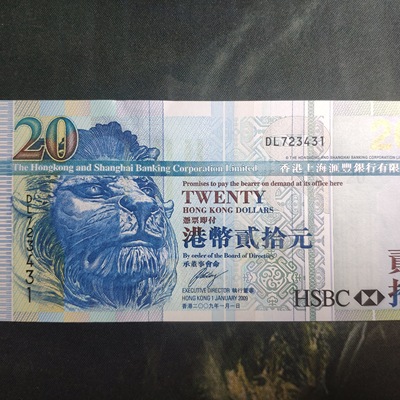 20
DL723431
© THE HONGKONG AND SHANGHAI BANKING CORPORATION
The Hongkong and Shanghai Banking Corporation Limited
香港上海滙豐銀行有限
Promises to pay the bearer on demand at its office here
TWENTY
HONG KONG DOLLARS
憑票即付
港幣貳拾元
By order of the Board of Directors
承董事會命
EXECUTIVE DIRECTOR 執行董事
HONG KONG 1 JANUARY 2009
香港二〇〇九年一月一日
HSBC
貳
DL723431